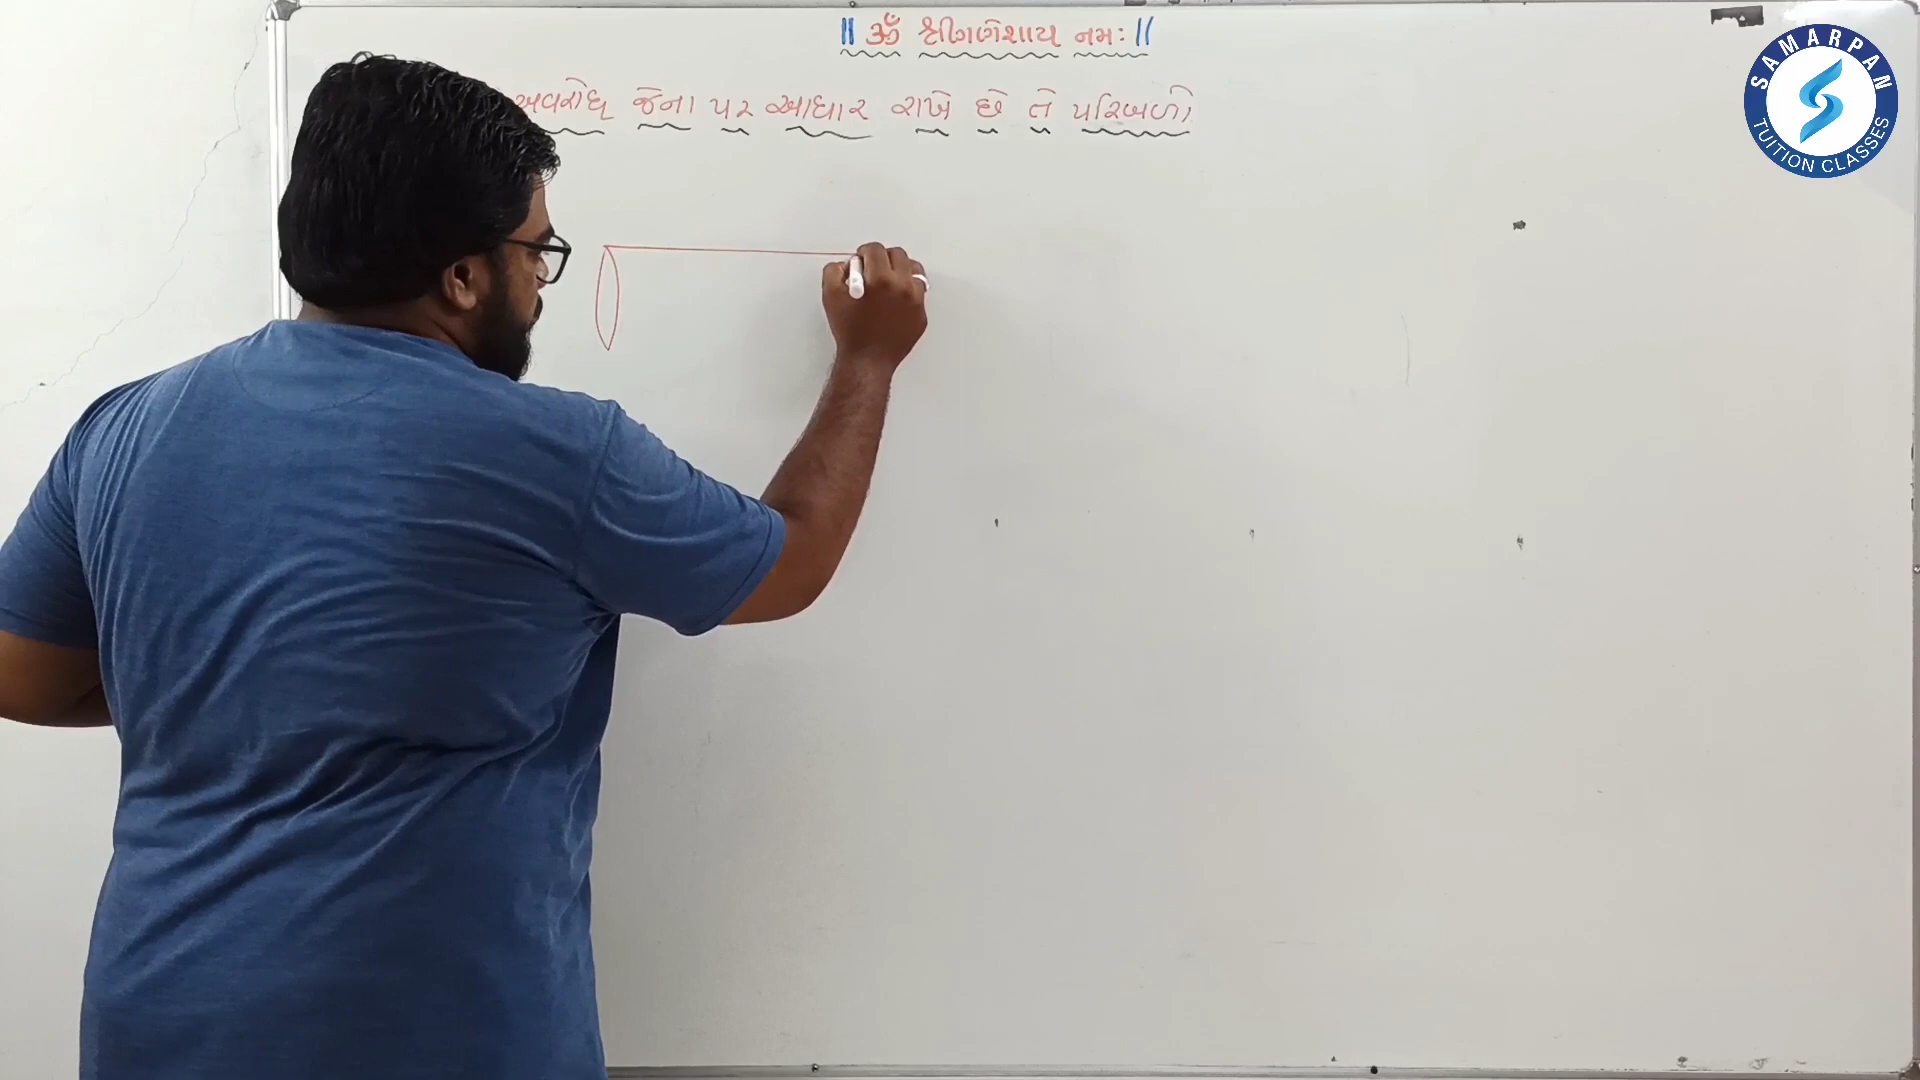 || ૐ શ્રીગણેશાય નમઃ ||
અવરોધ જેના પર આધાર રાખે છે તે પરિબળો
SAMARPAN
TUITION CLASSES